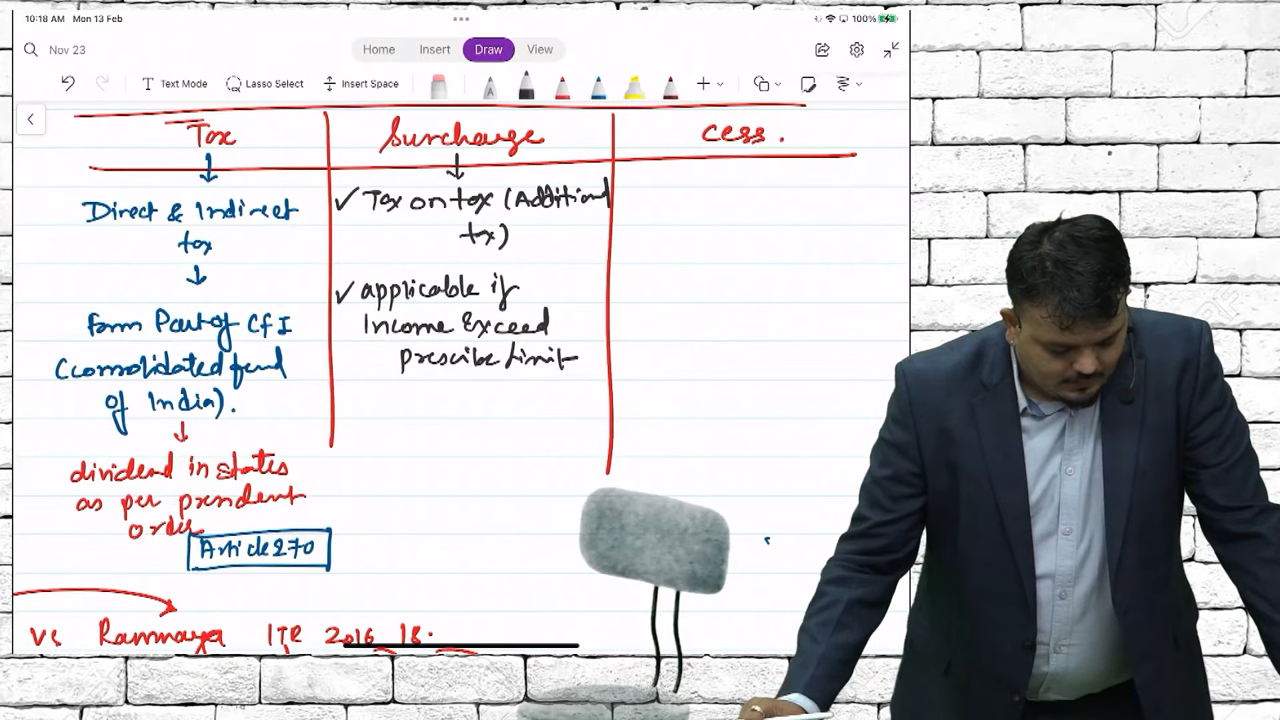 10:18 AM Mon 13 Feb
100%
Nov 23
Home Insert Draw View
Text Mode Lasso Select Insert Space
Tax
Surcharge
cess.
Direct & Indirect
tax
Form Part of CFI
(consolidated fund
of India).
dividend in states
as per president
order
Article 270
✓ Tax on tax (Additional
tax)
✓ applicable if
Income Exceed
prescribe limit
vs Rammaya ITR 2016 18.